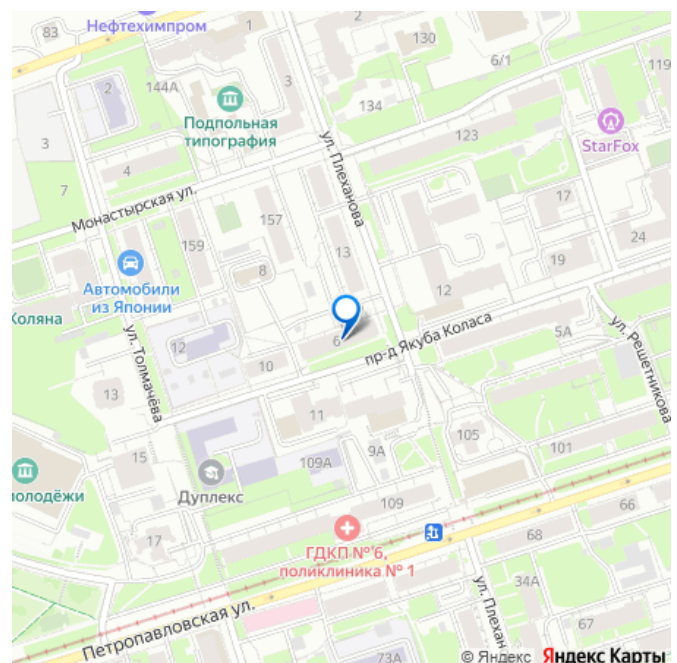 83
Нефтехимпром
1
130
6/1
119
2
144А
3
134
Подпольная
типография
123
StarFox
3
ул. Плеханова
4
7
Монастырская ул.
157
17
159
13
24
8
19
Автомобили
из Японии
12
Коляна
ул. Толмачёва
6
пр-д Якуба Коласа
5А
ул. Решетникова
12
10
13
11
105
15
9А
101
109А
молодёжи
Дуплекс
109
66
17
68
ГДКП № 6,
поликлиника № 1
ул. Плехан
34А
Петропавловская ул.
67
73А
© Яндекс Яндекс Карты